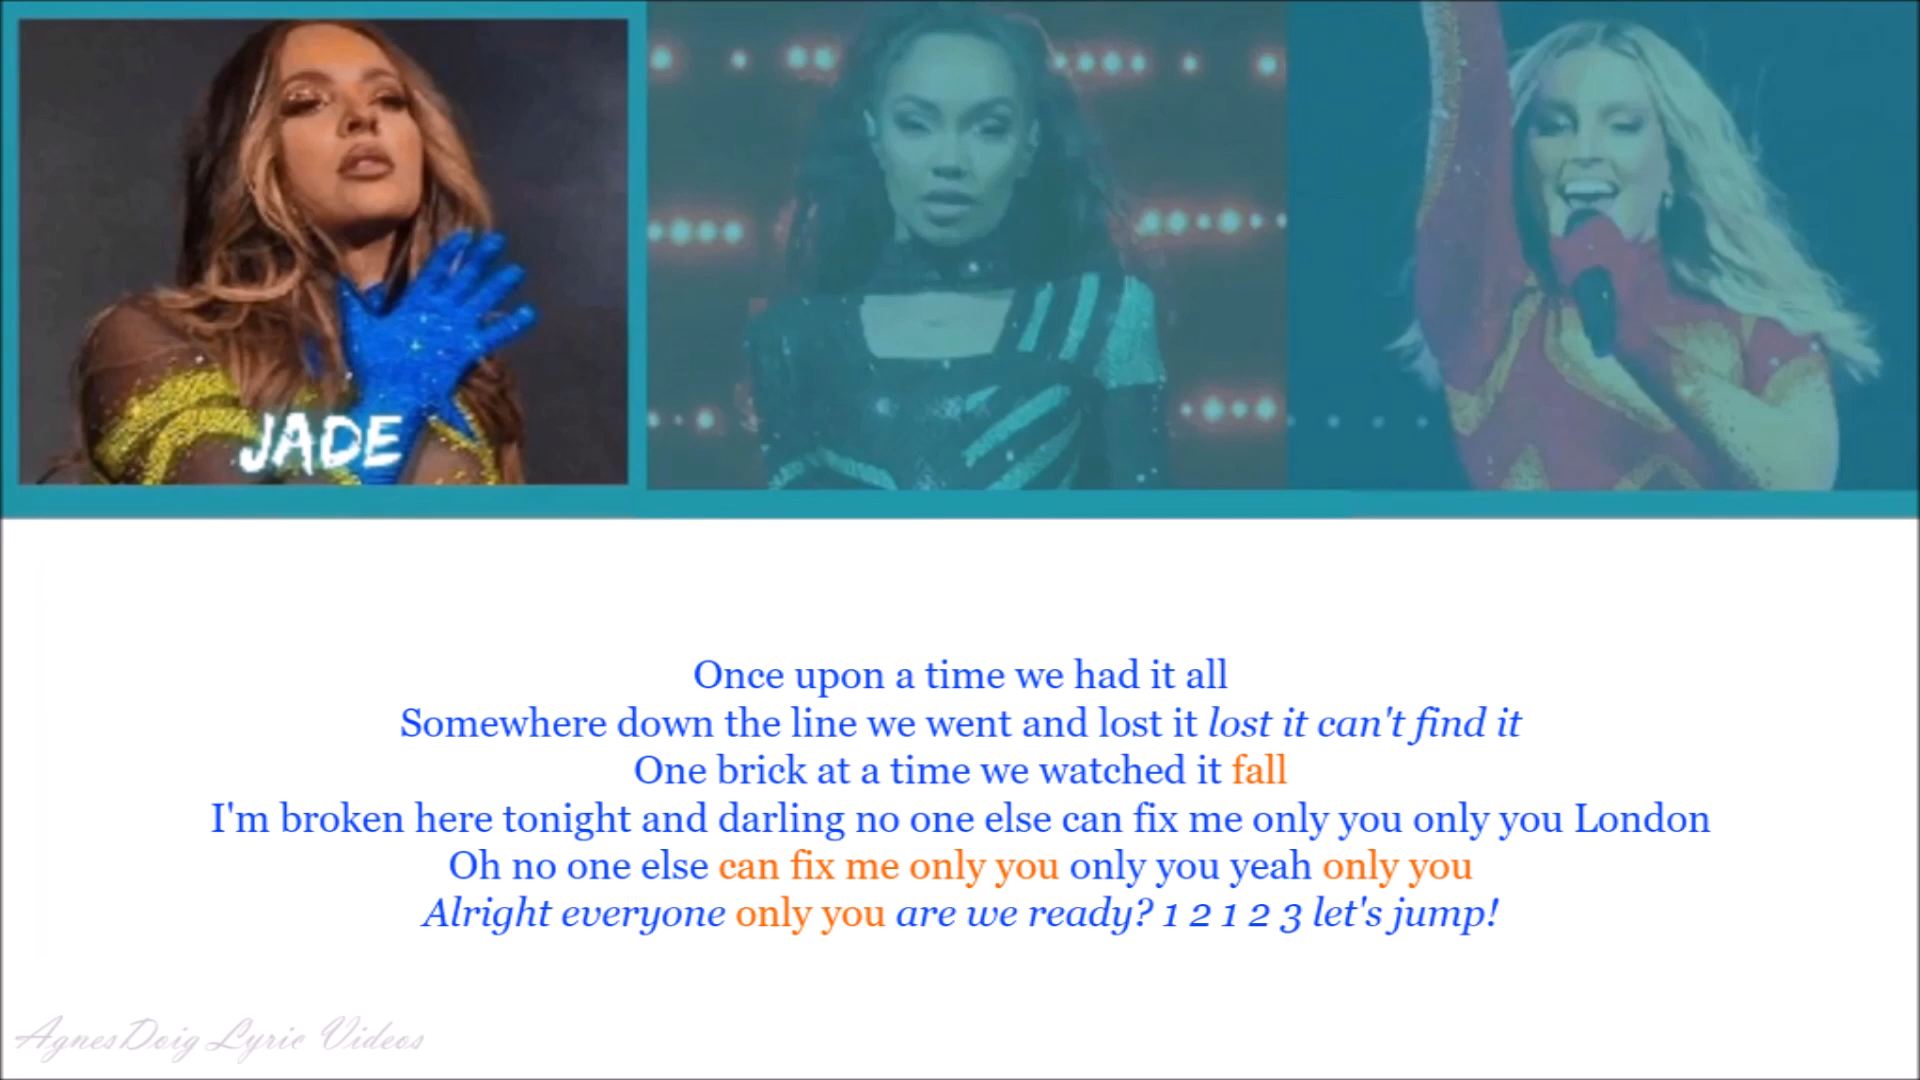 JADE
Once upon a time we had it all
Somewhere down the line we went and lost it lost it can't find it
One brick at a time we watched it fall
I'm broken here tonight and darling no one else can fix me only you only you London
Oh no one else can fix me only you only you yeah only you
Alright everyone only you are we ready? 1 2 1 2 3 let's jump!
AgnesDoig Lyric Videos